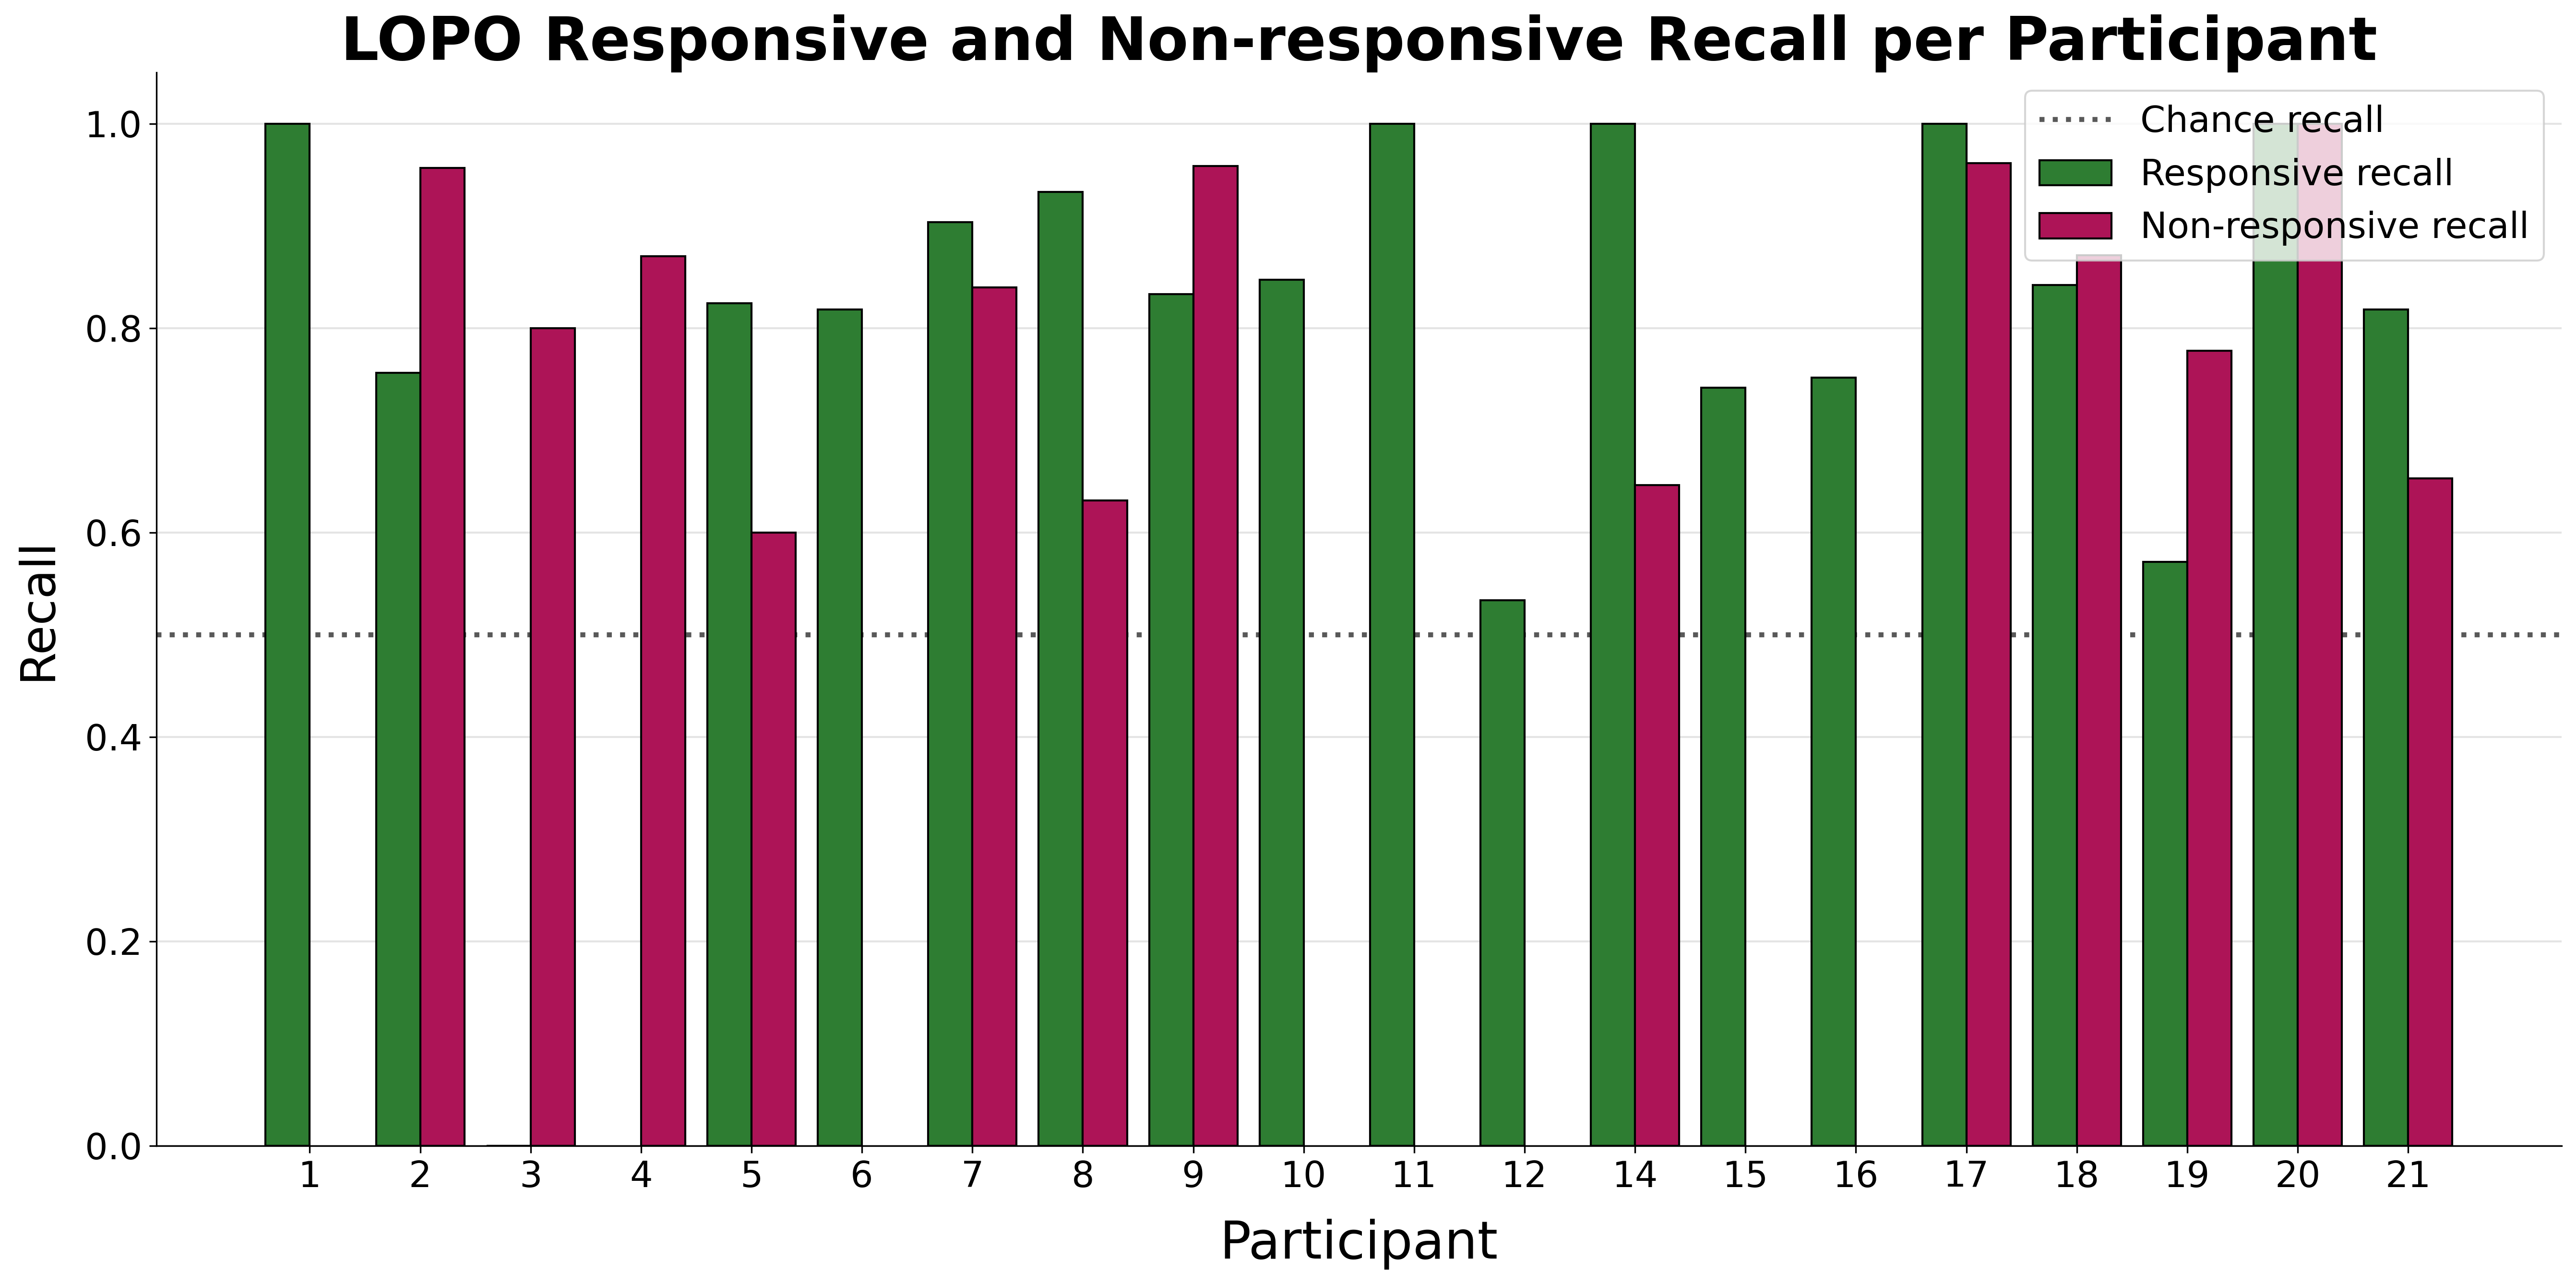 LOPO Responsive and Non-responsive Recall per Participant
Chance recall
Responsive recall
Non-responsive recall
Recall
1.0
0.8
0.6
0.4
0.2
0.0
1 2 3 4 5 6 7 8 9 10 11 12 14 15 16 17 18 19 20 21
Participant